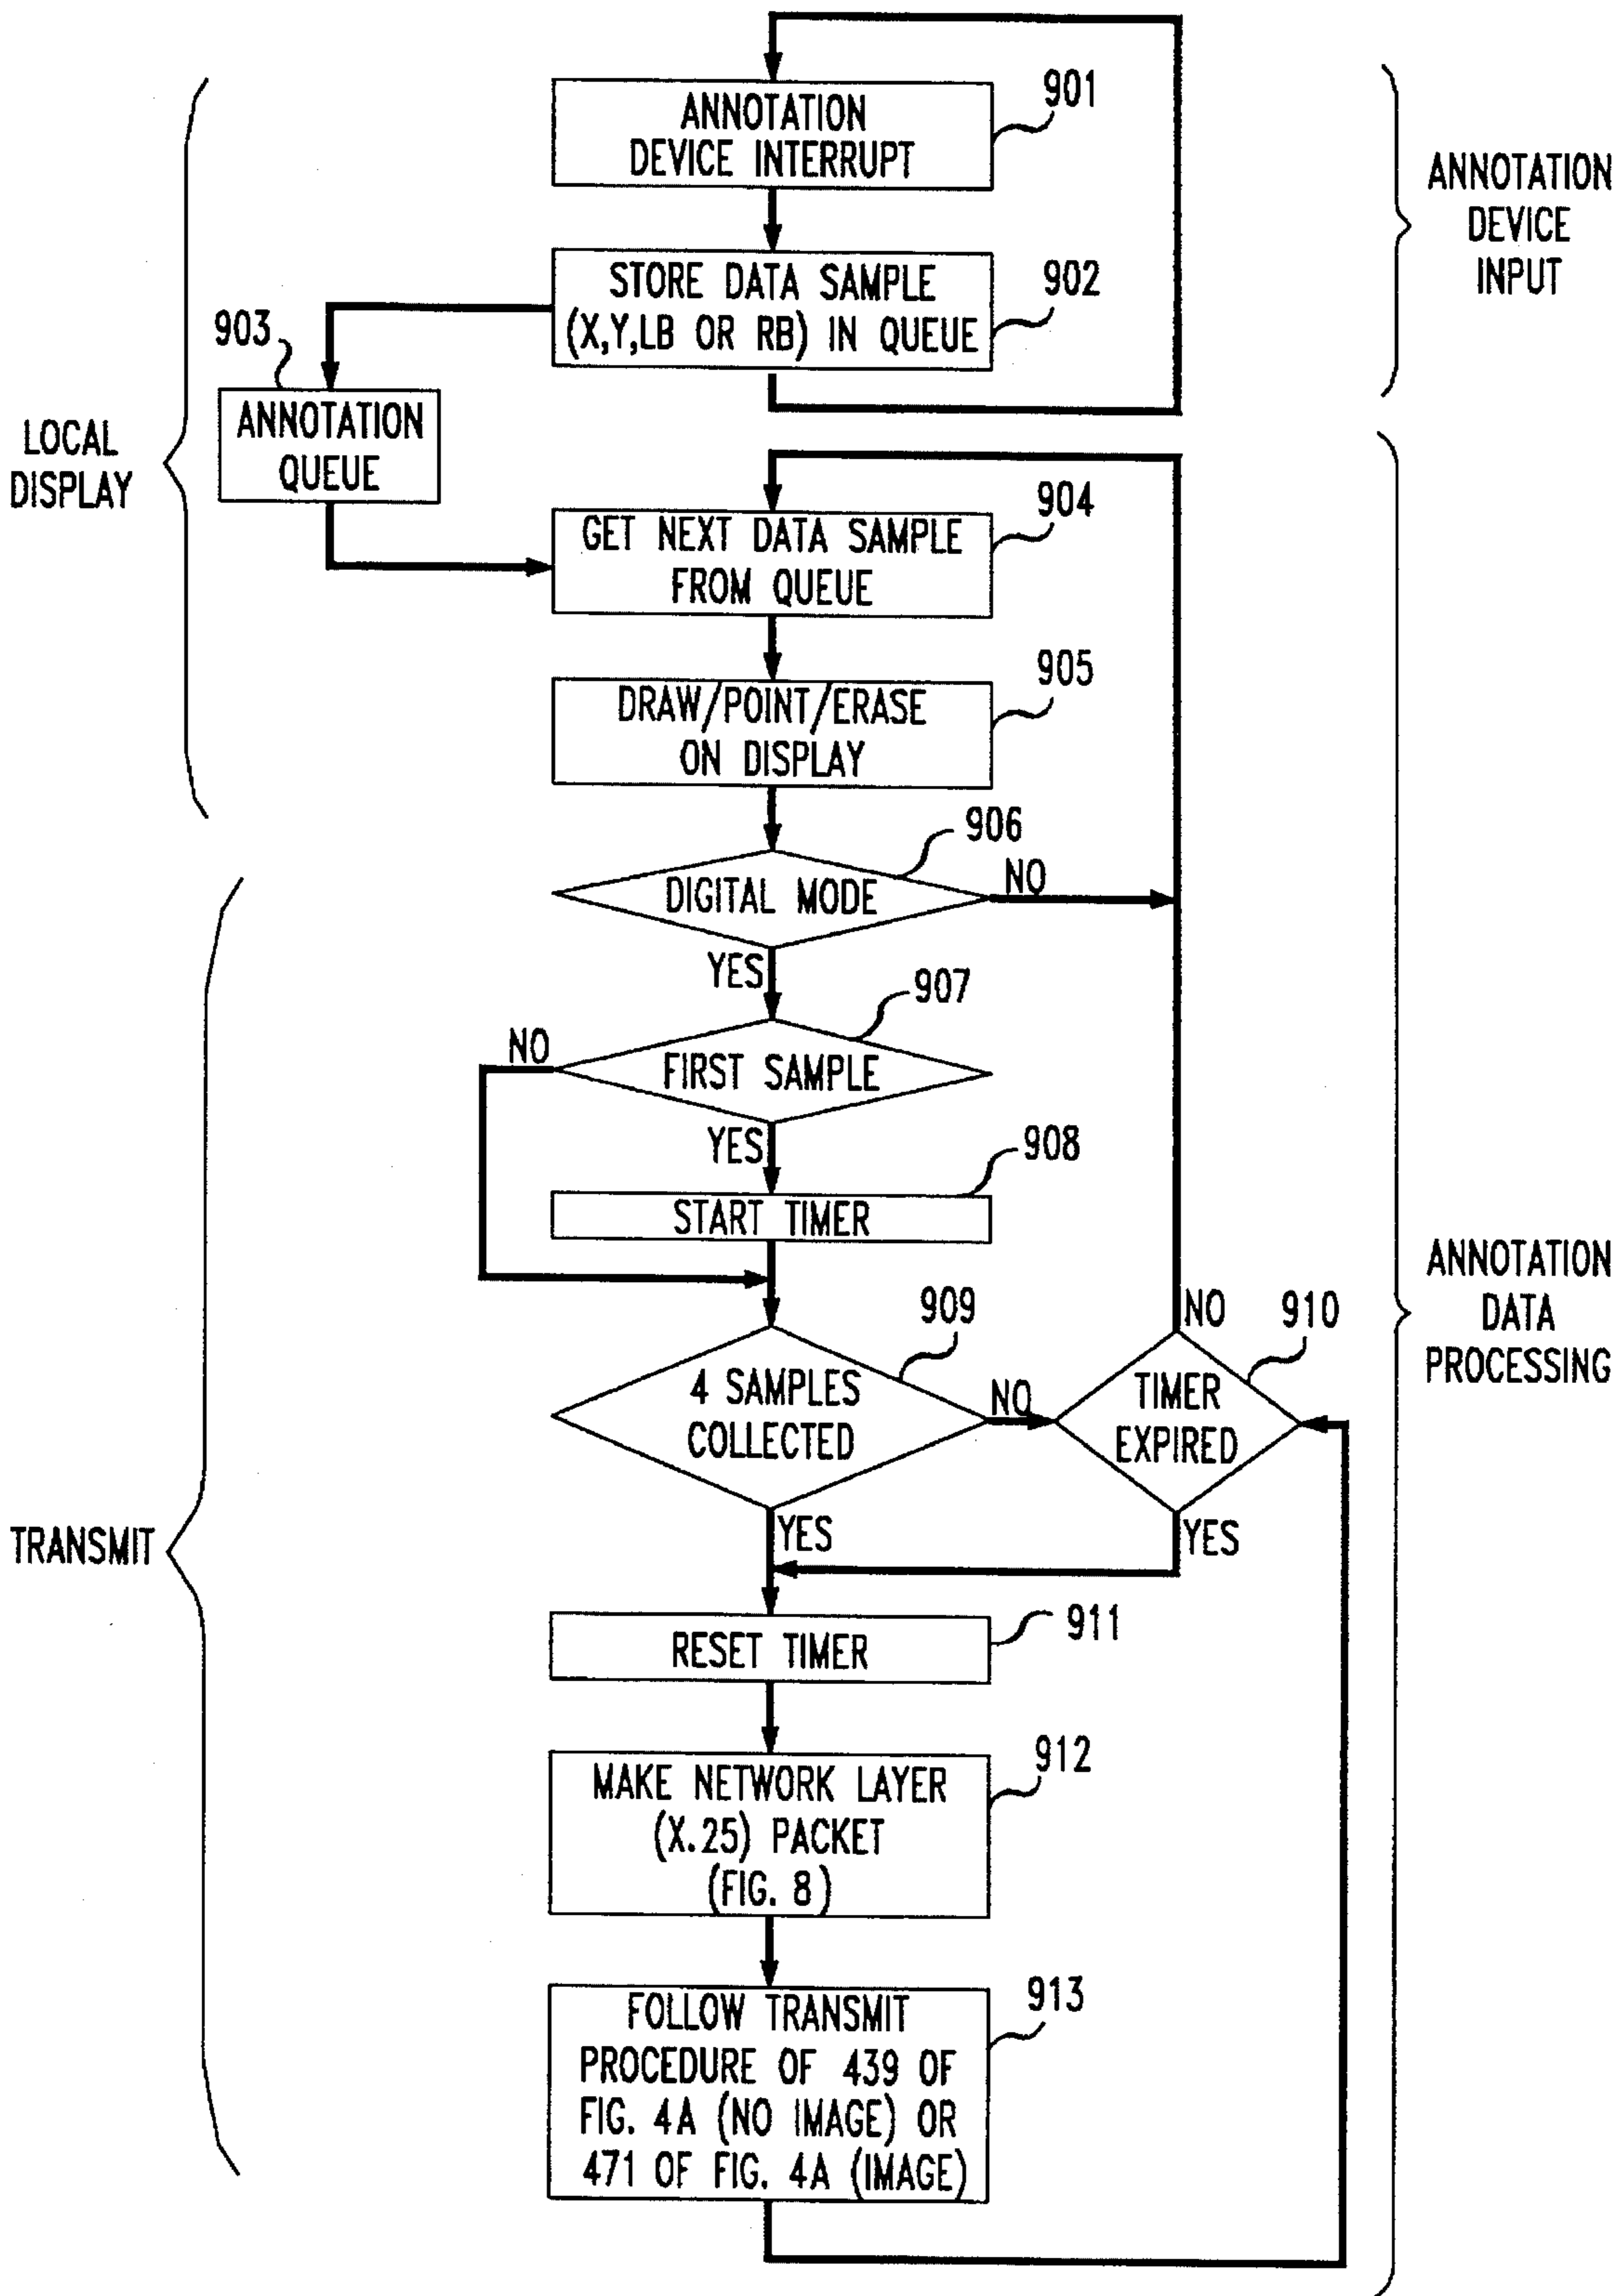 901
ANNOTATION
DEVICE INTERRUPT
ANNOTATION
DEVICE
INPUT
902
STORE DATA SAMPLE
(X,Y,LB OR RB) IN QUEUE
903
ANNOTATION
QUEUE
LOCAL
DISPLAY
904
GET NEXT DATA SAMPLE
FROM QUEUE
905
DRAW/POINT/ERASE
ON DISPLAY
906
DIGITAL MODE
NO
YES
907
NO
FIRST SAMPLE
YES
908
START TIMER
ANNOTATION
DATA
PROCESSING
909
4 SAMPLES
COLLECTED
NO
NO
910
TIMER
EXPIRED
YES
YES
TRANSMIT
911
RESET TIMER
912
MAKE NETWORK LAYER
(X.25) PACKET
(FIG. 8)
913
FOLLOW TRANSMIT
PROCEDURE OF 439 OF
FIG. 4A (NO IMAGE) OR
471 OF FIG. 4A (IMAGE)